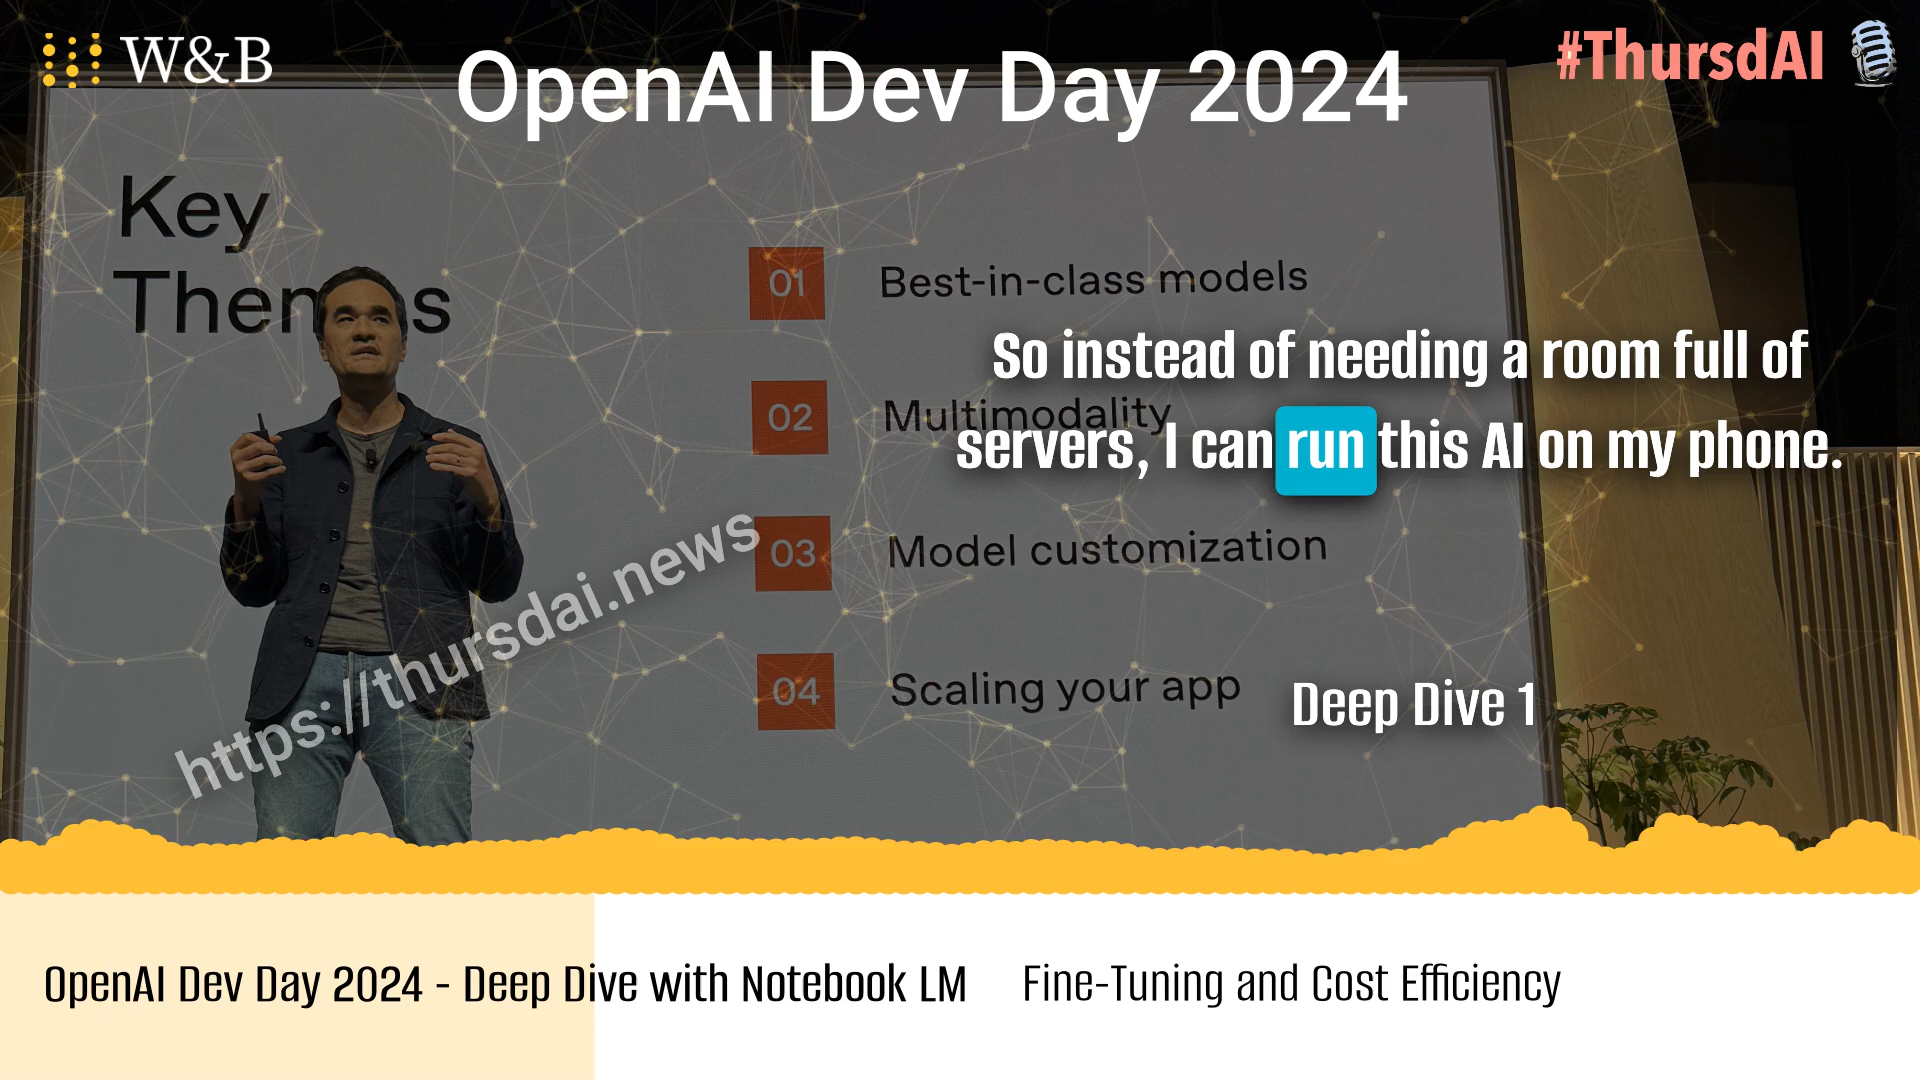 W&B
OpenAI Dev Day 2024
#ThursdAI
Key
Themes
01 Best-in-class models
So instead of needing a room full of
servers, I can run this AI on my phone.
02 Multimodality
03 Model customization
https://thursdai.news
04 Scaling your app
Deep Dive 1
OpenAI Dev Day 2024 - Deep Dive with Notebook LM
Fine-Tuning and Cost Efficiency